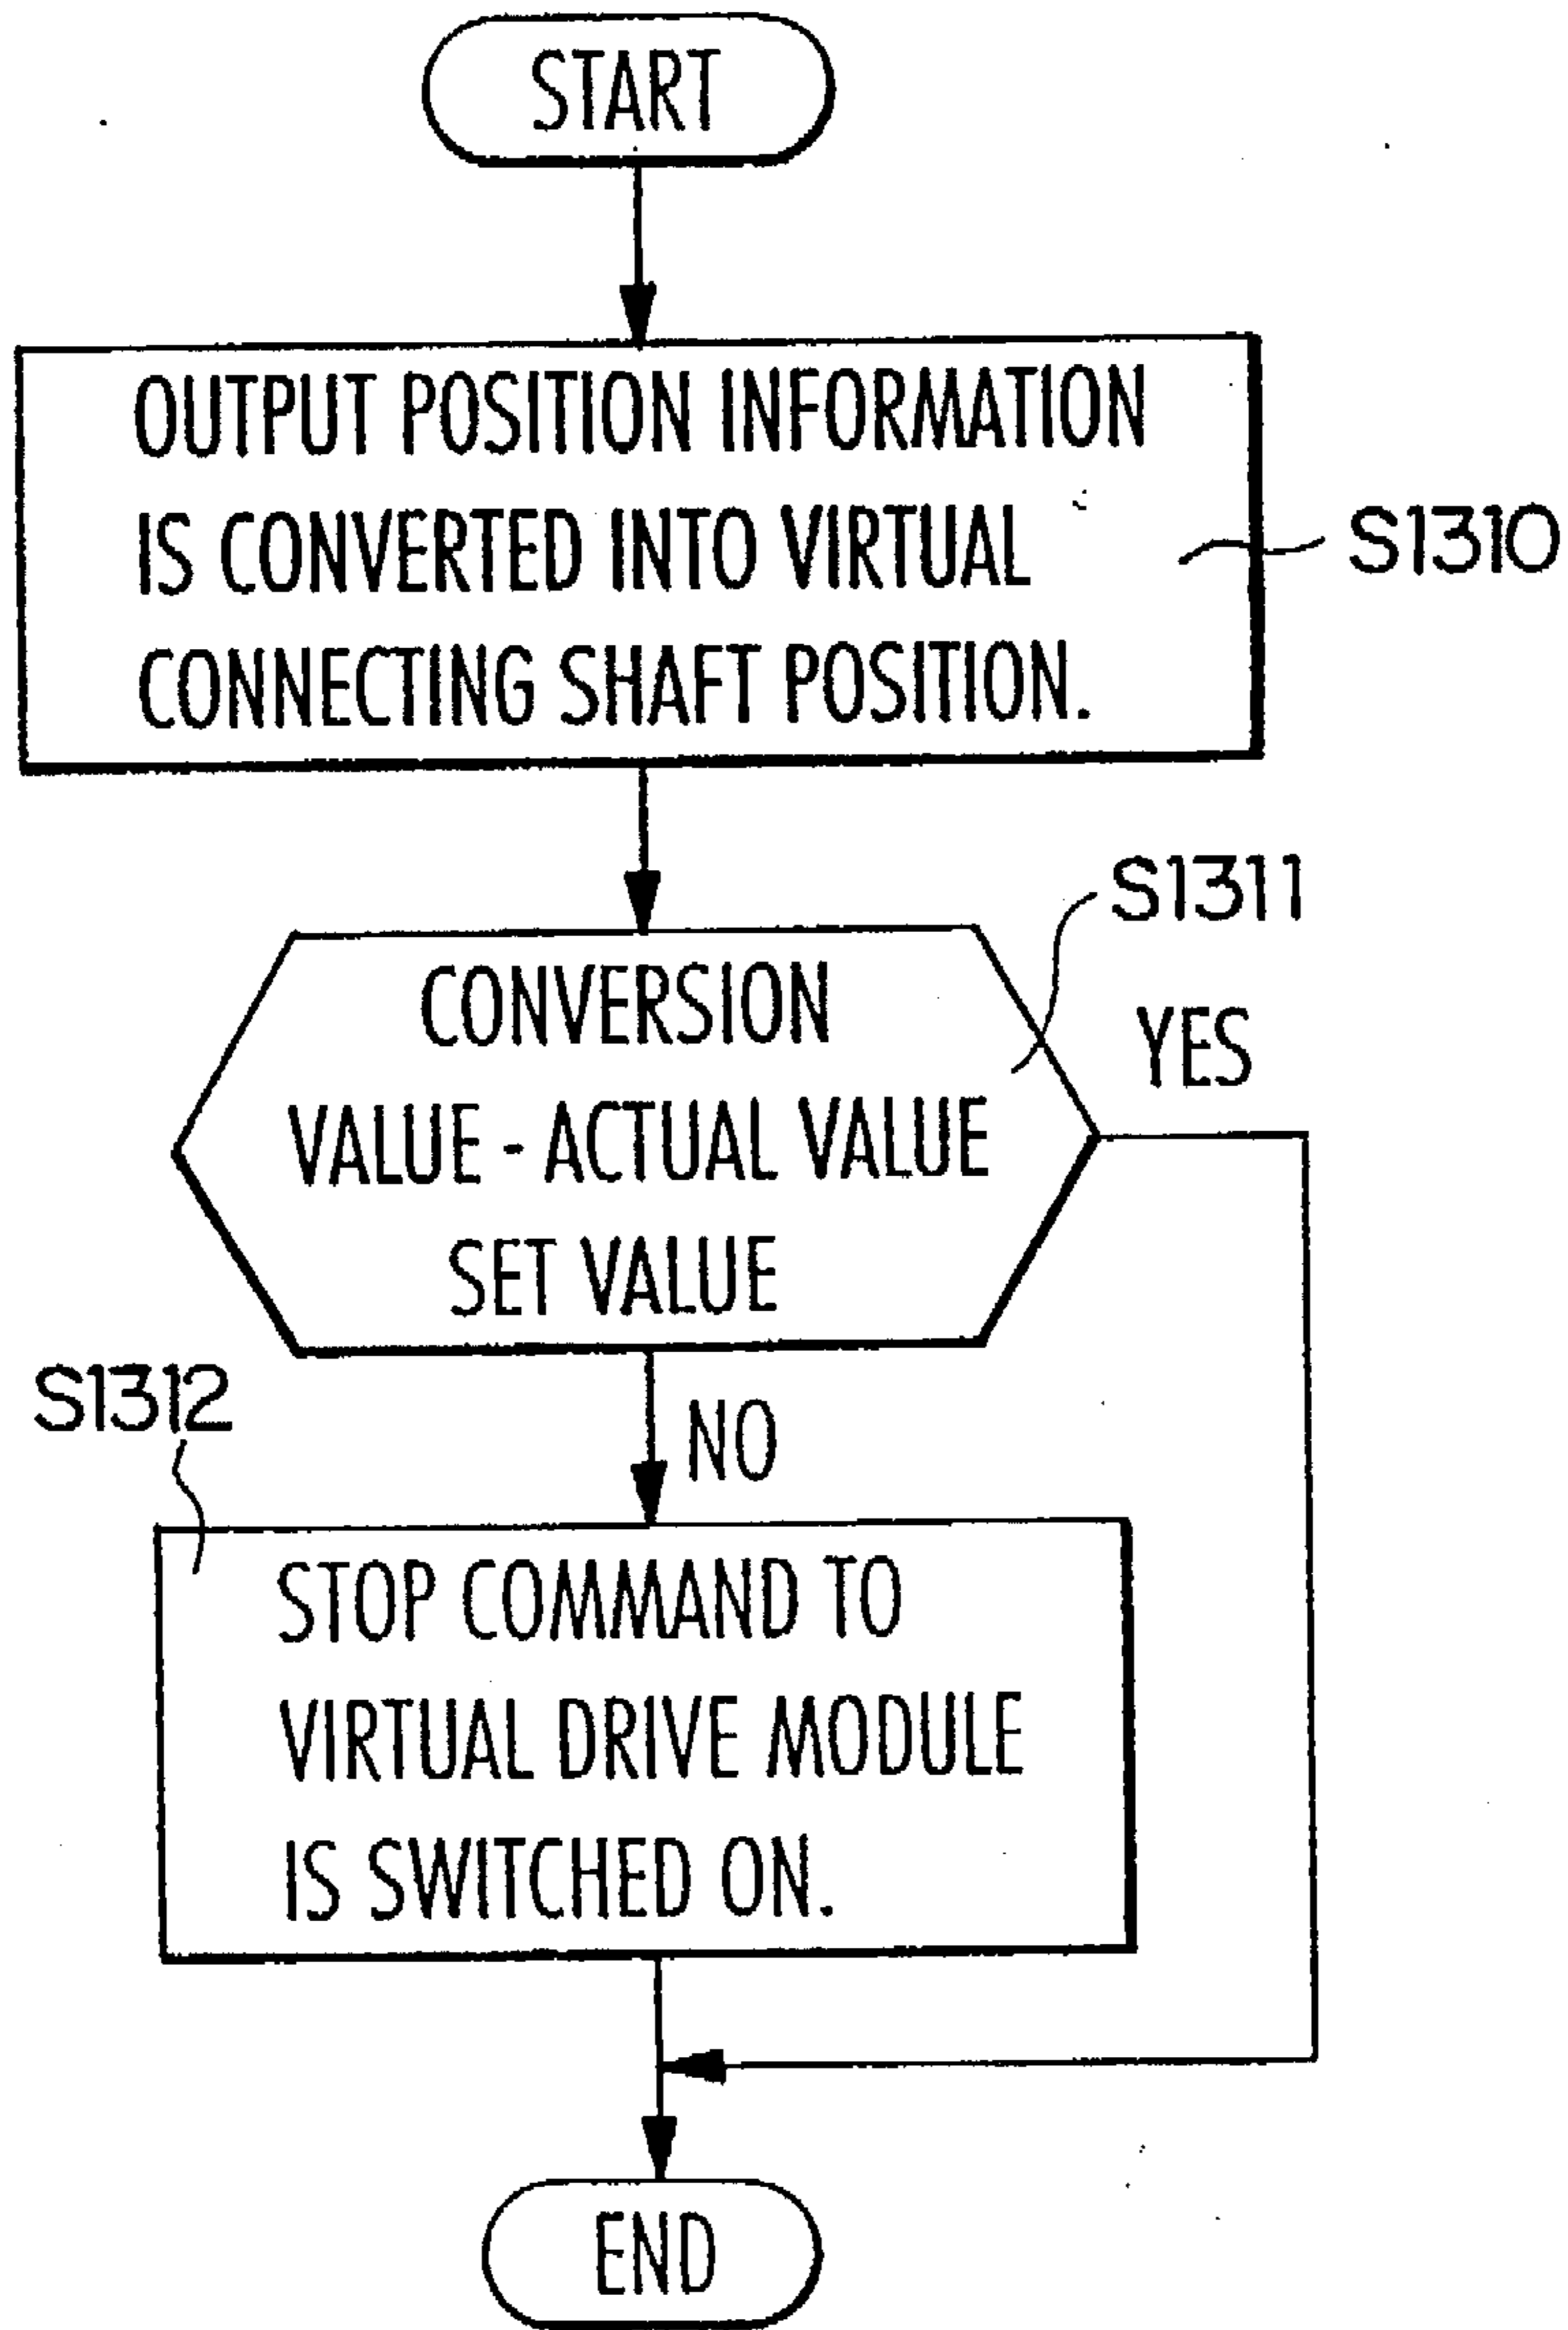 START
OUTPUT POSITION INFORMATION
IS CONVERTED INTO VIRTUAL
CONNECTING SHAFT POSITION.
S1310
S1311
CONVERSION
VALUE - ACTUAL VALUE
SET VALUE
YES
NO
S1312
STOP COMMAND TO
VIRTUAL DRIVE MODULE
IS SWITCHED ON.
END